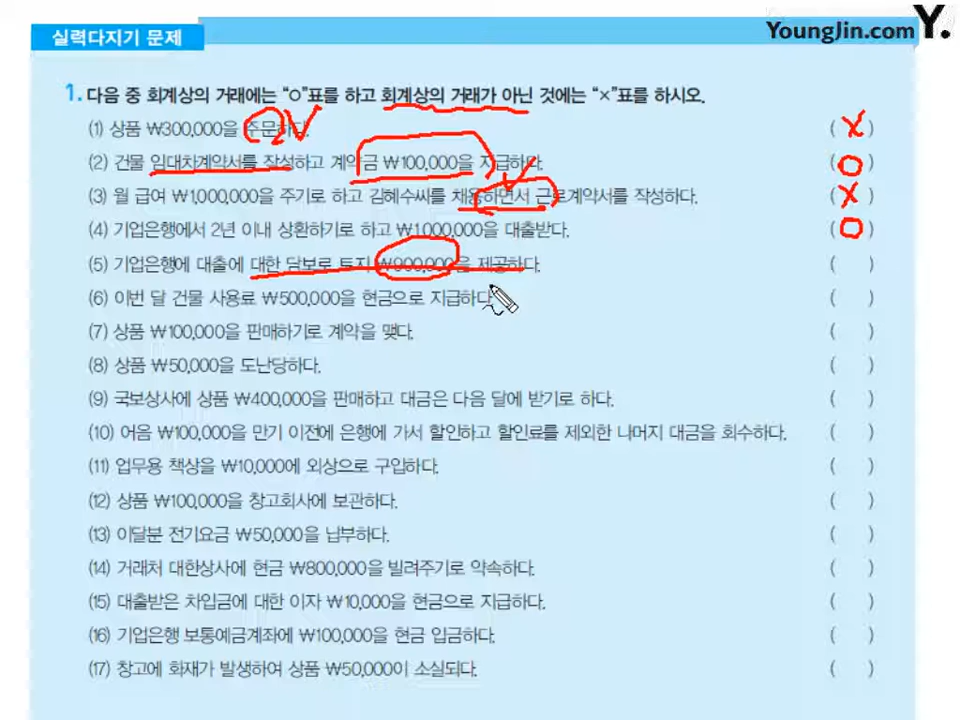 YoungJin.com Y.
실력다지기 문제
1. 다음 중 회계상의 거래에는 "O"표를 하고 회계상의 거래가 아닌 것에는 "×"표를 하시오.
(1) 상품 ₩300,000을 주문하다. ( X )
(2) 건물 임대차계약서를 작성하고 계약금 ₩100,000을 지급하다. ( O )
(3) 월 급여 ₩1,000,000을 주기로 하고 김혜수씨를 채용하면서 근로계약서를 작성하다. ( X )
(4) 기업은행에서 2년 이내 상환하기로 하고 ₩1,000,000을 대출받다. ( O )
(5) 기업은행에 대출에 대한 담보로 토지 ₩900,000을 제공하다. ( )
(6) 이번 달 건물 사용료 ₩500,000을 현금으로 지급하다. ( )
(7) 상품 ₩100,000을 판매하기로 계약을 맺다. ( )
(8) 상품 ₩50,000을 도난당하다. ( )
(9) 국보상사에 상품 ₩400,000을 판매하고 대금은 다음 달에 받기로 하다. ( )
(10) 어음 ₩100,000을 만기 이전에 은행에 가서 할인하고 할인료를 제외한 나머지 대금을 회수하다. ( )
(11) 업무용 책상을 ₩10,000에 외상으로 구입하다. ( )
(12) 상품 ₩100,000을 창고회사에 보관하다. ( )
(13) 이달분 전기요금 ₩50,000을 납부하다. ( )
(14) 거래처 대한상사에 현금 ₩800,000을 빌려주기로 약속하다. ( )
(15) 대출받은 차입금에 대한 이자 ₩10,000을 현금으로 지급하다. ( )
(16) 기업은행 보통예금계좌에 ₩100,000을 현금 입금하다. ( )
(17) 창고에 화재가 발생하여 상품 ₩50,000이 소실되다. ( )